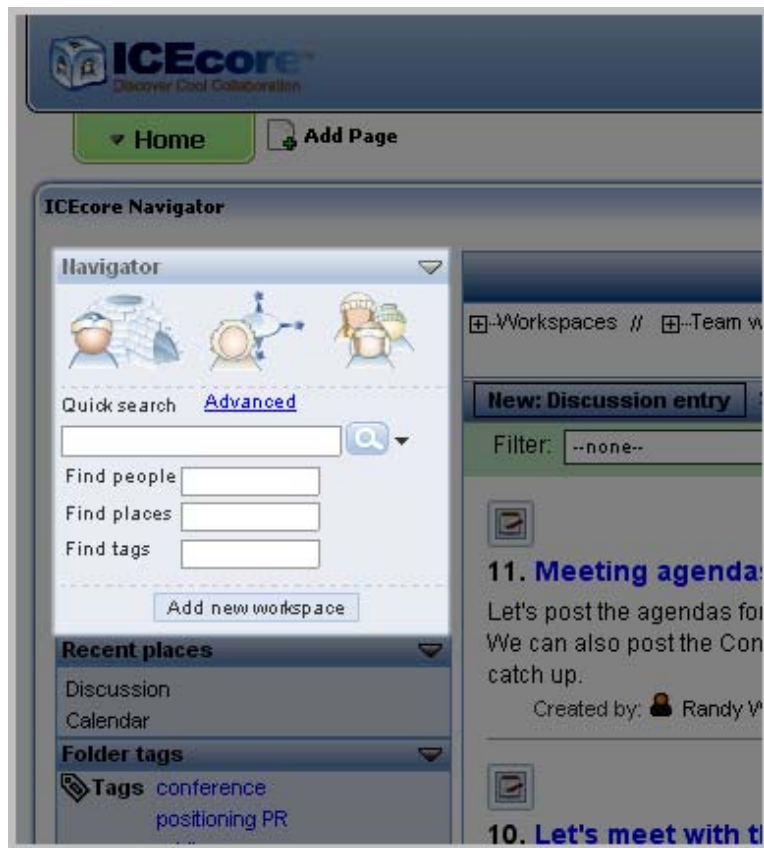 ICEcore
Discover Cool Collaboration
Home
Add Page
ICEcore Navigator
Navigator
Quick search Advanced
Find people
Find places
Find tags
Add new workspace
Recent places
Discussion
Calendar
Folder tags
Tags conference
positioning PR
Workspaces // Team w
New: Discussion entry
Filter: --none--
11. Meeting agendas
Let's post the agendas fo
We can also post the Con
catch up.
Created by: Randy W
10. Let's meet with t